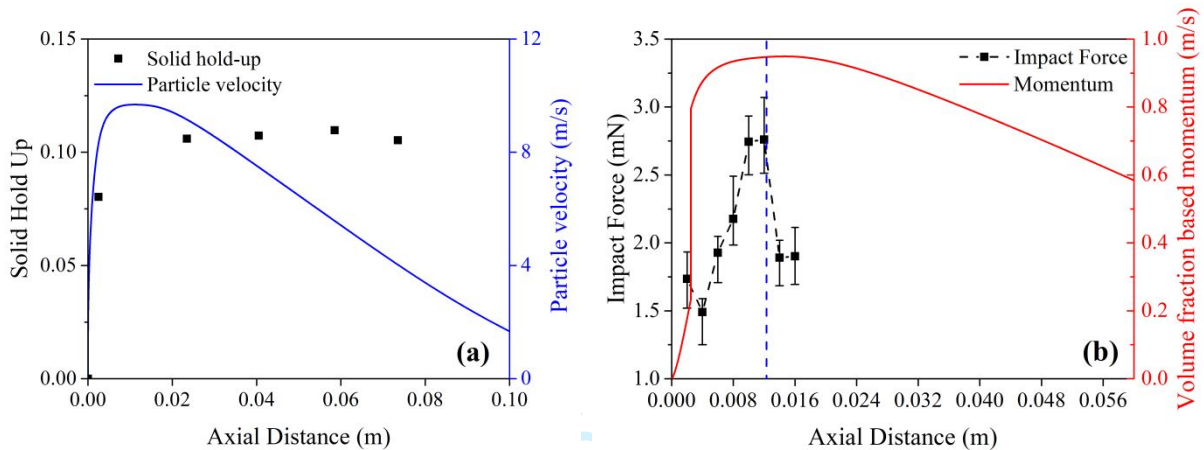 0.15
0.10
0.05
0.00
Solid Hold Up
Solid hold-up
Particle velocity
12
8
4
0
Particle velocity (m/s)
(a)
0.00 0.02 0.04 0.06 0.08 0.10
Axial Distance (m)
3.5
3.0
2.5
2.0
1.5
1.0
Impact Force (mN)
Impact Force
Momentum
1.0
0.8
0.6
0.4
0.2
0.0
Volume fraction based momentum (m/s)
(b)
0.000 0.008 0.016 0.024 0.032 0.040 0.048 0.056
Axial Distance (m)